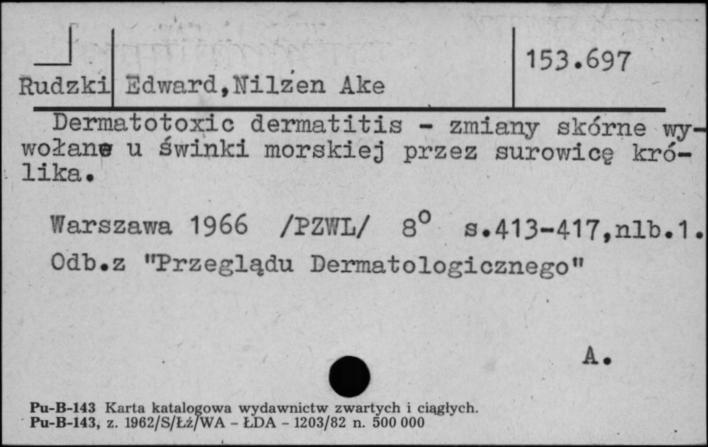 153.697
Rudzki Edward,Nilzén Ake
Dermatotoxic dermatitis - zmiany skórne wy-
wołane u świnki morskiej przez surowicę kró-
lika.
Warszawa 1966 /PZWL/ 8° s.413-417,nlb.1.
Odb.z "Przeglądu Dermatologicznego"
A.
Pu-B-143 Karta katalogowa wydawnictw zwartych i ciągłych.
Pu-B-143, z. 1962/S/Łż/WA - ŁDA - 1203/82 n. 500 000